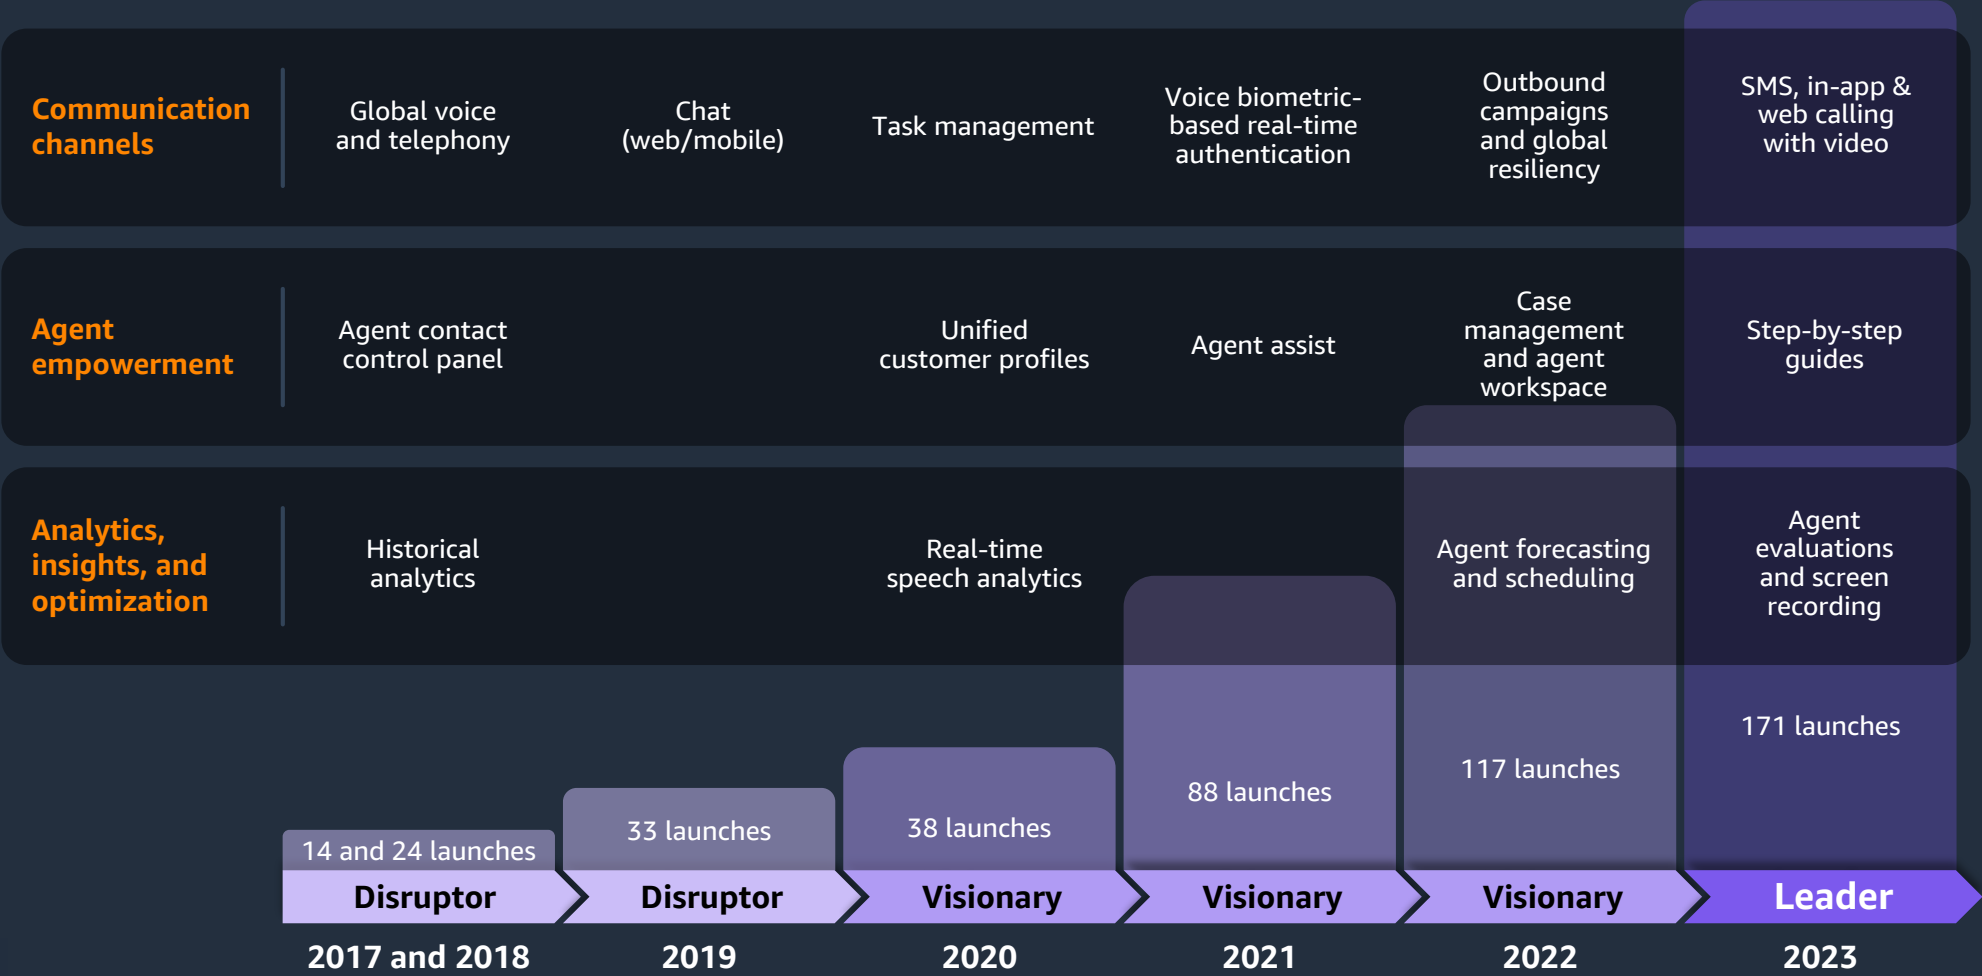 Communication
channels
Global voice
and telephony
Chat
(web/mobile)
Task management
Voice biometric-
based real-time
authentication
Outbound
campaigns
and global
resiliency
SMS, in-app &
web calling
with video
Agent
empowerment
Agent contact
control panel
Unified
customer profiles
Agent assist
Case
management
and agent
workspace
Step-by-step
guides
Analytics,
insights, and
optimization
Historical
analytics
Real-time
speech analytics
Agent forecasting
and scheduling
Agent
evaluations
and screen
recording
14 and 24 launches
33 launches
38 launches
88 launches
117 launches
171 launches
Disruptor
Disruptor
Visionary
Visionary
Visionary
Leader
2017 and 2018
2019
2020
2021
2022
2023